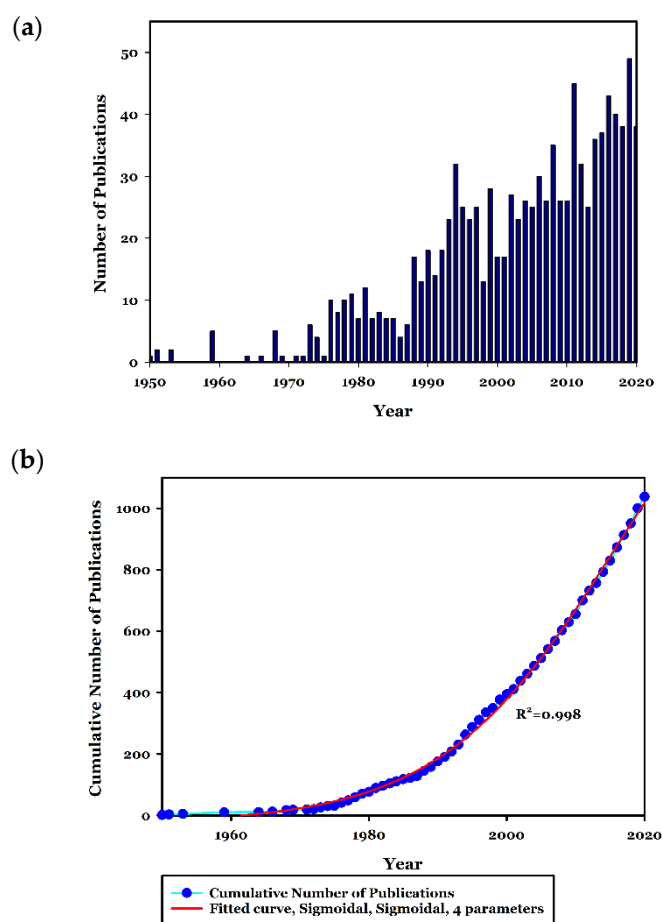 (a)
50
40
30
20
10
0
Number of Publications
1950 1960 1970 1980 1990 2000 2010 2020
Year
(b)
1000
800
600
400
200
0
Cumulative Number of Publications
R²=0.998
1960 1980 2000 2020
Year
Cumulative Number of Publications
Fitted curve, Sigmoidal, Sigmoidal, 4 parameters